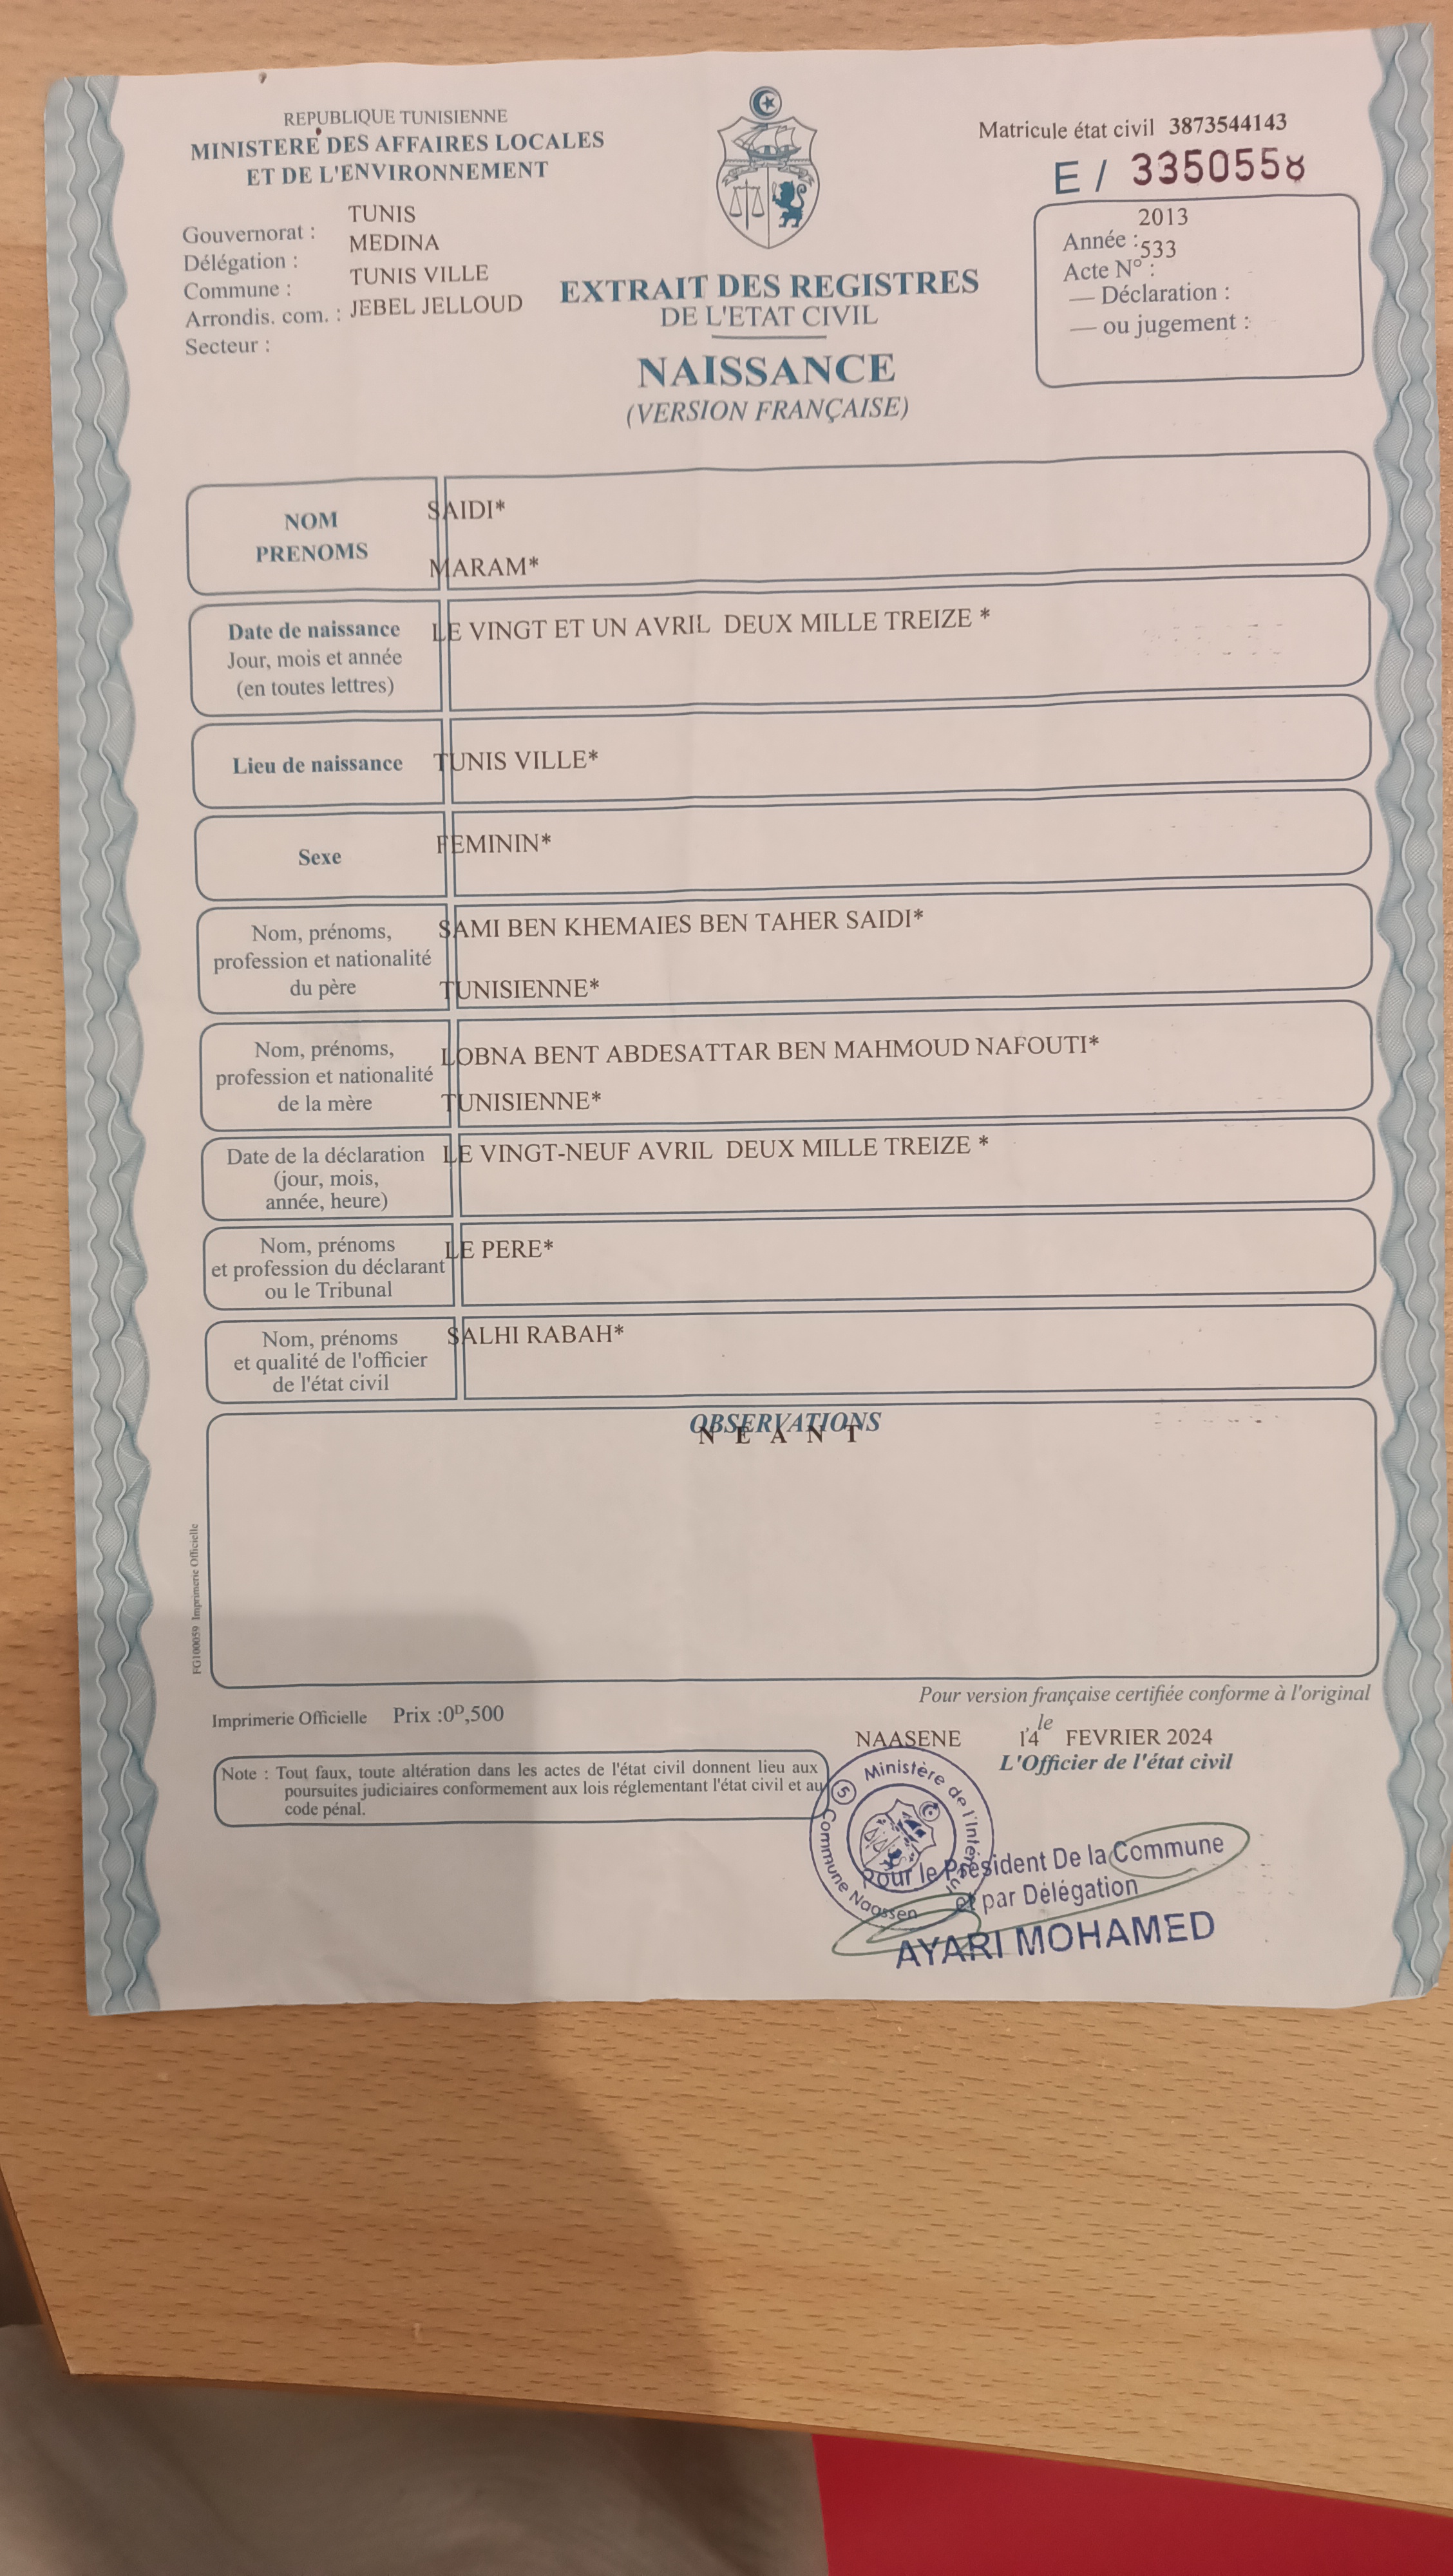 REPUBLIQUE TUNISIENNE
MINISTERE DES AFFAIRES LOCALES
ET DE L'ENVIRONNEMENT
Gouvernorat : TUNIS
Délégation : MEDINA
Commune : TUNIS VILLE
Arrondis. com. : JEBEL JELLOUD
Secteur :
Matricule état civil 3873544143
E / 3350558
Année : 2013
Acte N° : 533
— Déclaration :
— ou jugement :
EXTRAIT DES REGISTRES
DE L'ETAT CIVIL
NAISSANCE
(VERSION FRANÇAISE)
NOM SAIDI*
PRENOMS MARAM*
Date de naissance LE VINGT ET UN AVRIL DEUX MILLE TREIZE *
Jour, mois et année
(en toutes lettres)
Lieu de naissance TUNIS VILLE*
Sexe FEMININ*
Nom, prénoms, SAMI BEN KHEMAIES BEN TAHER SAIDI*
profession et nationalité
du père TUNISIENNE*
Nom, prénoms, LOBNA BENT ABDESATTAR BEN MAHMOUD NAFOUTI*
profession et nationalité
de la mère TUNISIENNE*
Date de la déclaration LE VINGT-NEUF AVRIL DEUX MILLE TREIZE *
(jour, mois,
année, heure)
Nom, prénoms LE PERE*
et profession du déclarant
ou le Tribunal
Nom, prénoms SALHI RABAH*
et qualité de l'officier
de l'état civil
OBSERVATIONS
N E A N T
FG100059 Imprimerie Officielle
Pour version française certifiée conforme à l'original
Imprimerie Officielle Prix :0D,500
NAASENE , le 14 FEVRIER 2024
L'Officier de l'état civil
Note : Tout faux, toute altération dans les actes de l'état civil donnent lieu aux
poursuites judiciaires conformement aux lois réglementant l'état civil et au
code pénal.
Ministère de l'Intérieur
5
Commune Naassen
Pour le Président De la Commune
et par Délégation
AYARI MOHAMED